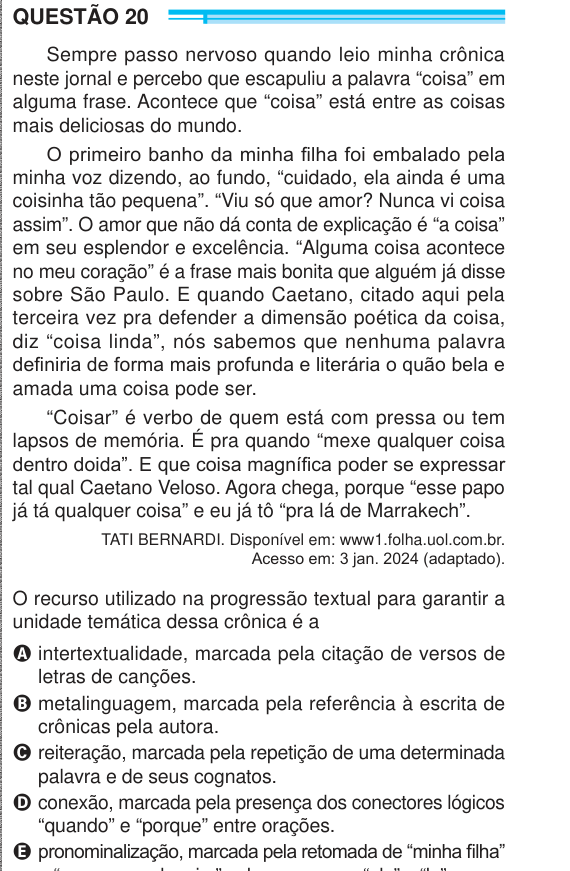 QUESTÃO 20
Sempre passo nervoso quando leio minha crônica
neste jornal e percebo que escapuliu a palavra “coisa” em
alguma frase. Acontece que “coisa” está entre as coisas
mais deliciosas do mundo.
O primeiro banho da minha filha foi embalado pela
minha voz dizendo, ao fundo, “cuidado, ela ainda é uma
coisinha tão pequena”. “Viu só que amor? Nunca vi coisa
assim”. O amor que não dá conta de explicação é “a coisa”
em seu esplendor e excelência. “Alguma coisa acontece
no meu coração” é a frase mais bonita que alguém já disse
sobre São Paulo. E quando Caetano, citado aqui pela
terceira vez pra defender a dimensão poética da coisa,
diz “coisa linda”, nós sabemos que nenhuma palavra
definiria de forma mais profunda e literária o quão bela e
amada uma coisa pode ser.
“Coisar” é verbo de quem está com pressa ou tem
lapsos de memória. É pra quando “mexe qualquer coisa
dentro doida”. E que coisa magnífica poder se expressar
tal qual Caetano Veloso. Agora chega, porque “esse papo
já tá qualquer coisa” e eu já tô “pra lá de Marrakech”.
TATI BERNARDI. Disponível em: www1.folha.uol.com.br.
Acesso em: 3 jan. 2024 (adaptado).
O recurso utilizado na progressão textual para garantir a
unidade temática dessa crônica é a
A intertextualidade, marcada pela citação de versos de
letras de canções.
B metalinguagem, marcada pela referência à escrita de
crônicas pela autora.
C reiteração, marcada pela repetição de uma determinada
palavra e de seus cognatos.
D conexão, marcada pela presença dos conectores lógicos
“quando” e “porque” entre orações.
E pronominalização, marcada pela retomada de “minha filha”